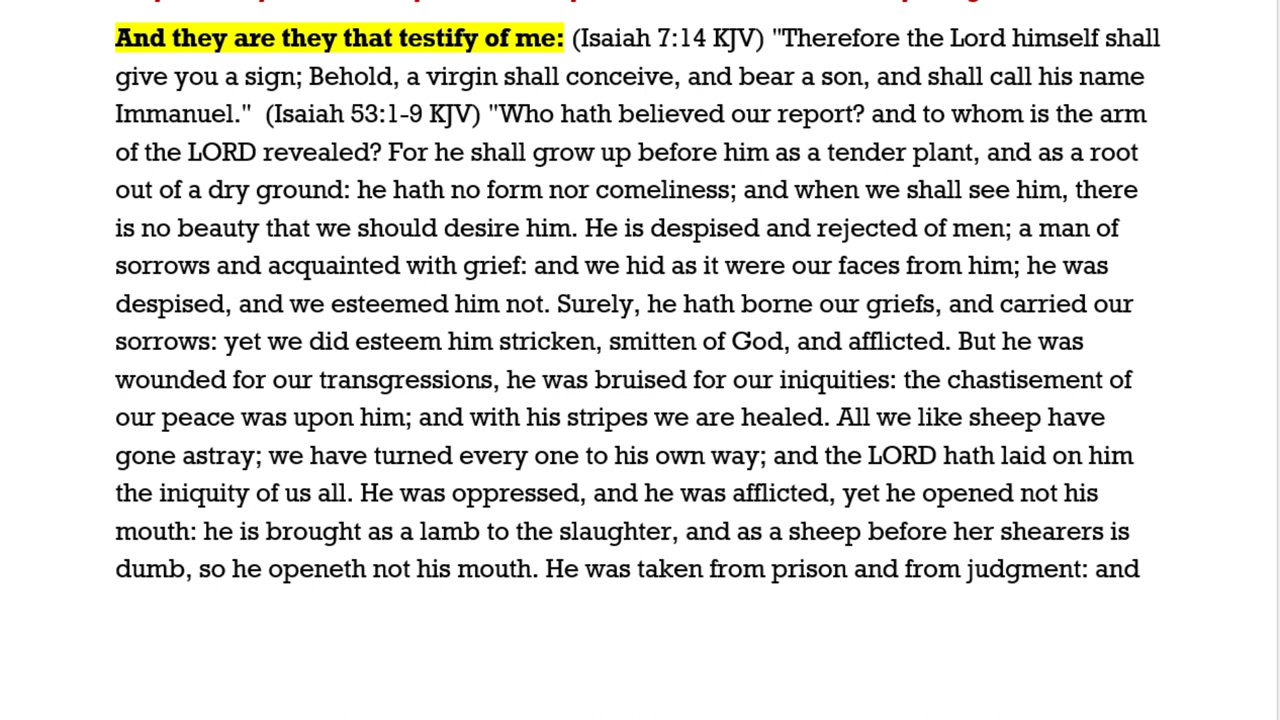 And they are they that testify of me: (Isaiah 7:14 KJV) "Therefore the Lord himself shall
give you a sign; Behold, a virgin shall conceive, and bear a son, and shall call his name
Immanuel."  (Isaiah 53:1-9 KJV) "Who hath believed our report? and to whom is the arm
of the LORD revealed? For he shall grow up before him as a tender plant, and as a root
out of a dry ground: he hath no form nor comeliness; and when we shall see him, there
is no beauty that we should desire him. He is despised and rejected of men; a man of
sorrows and acquainted with grief: and we hid as it were our faces from him; he was
despised, and we esteemed him not. Surely, he hath borne our griefs, and carried our
sorrows: yet we did esteem him stricken, smitten of God, and afflicted. But he was
wounded for our transgressions, he was bruised for our iniquities: the chastisement of
our peace was upon him; and with his stripes we are healed. All we like sheep have
gone astray; we have turned every one to his own way; and the LORD hath laid on him
the iniquity of us all. He was oppressed, and he was afflicted, yet he opened not his
mouth: he is brought as a lamb to the slaughter, and as a sheep before her shearers is
dumb, so he openeth not his mouth. He was taken from prison and from judgment: and